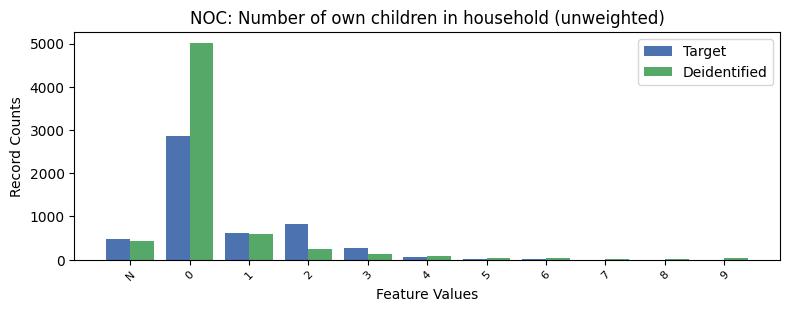 NOC: Number of own children in household (unweighted)
Target
Deidentified
Record Counts
5000
4000
3000
2000
1000
0
N 0 1 2 3 4 5 6 7 8 9
Feature Values